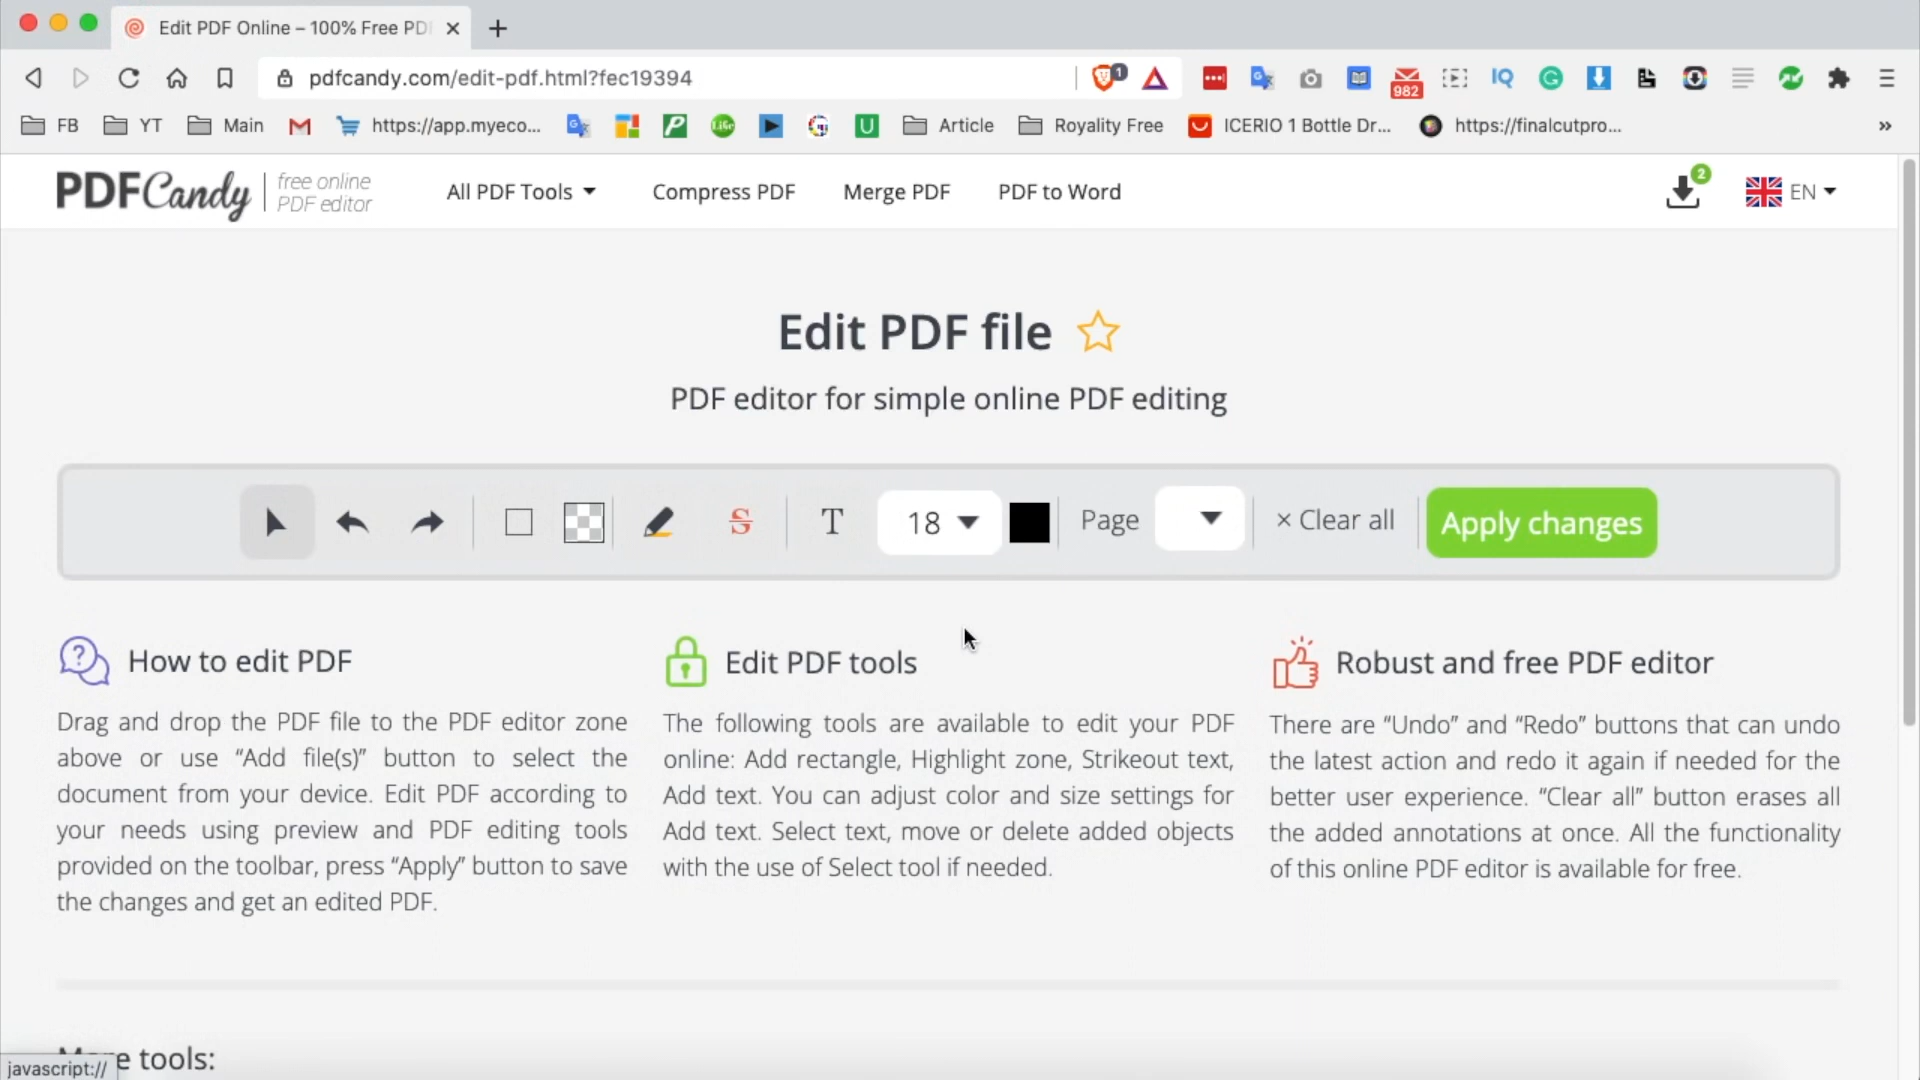 Edit PDF Online – 100% Free PD
pdfcandy.com/edit-pdf.html?fec19394
1
982
FB YT Main https://app.myeco... Article Royality Free ICERIO 1 Bottle Dr... https://finalcutpro... »
PDFCandy free online PDF editor
All PDF Tools Compress PDF Merge PDF PDF to Word 2 EN
Edit PDF file
PDF editor for simple online PDF editing
S T 18 Page × Clear all Apply changes
How to edit PDF
Drag and drop the PDF file to the PDF editor zone
above or use “Add file(s)” button to select the
document from your device. Edit PDF according to
your needs using preview and PDF editing tools
provided on the toolbar, press “Apply” button to save
the changes and get an edited PDF.
Edit PDF tools
The following tools are available to edit your PDF
online: Add rectangle, Highlight zone, Strikeout text,
Add text. You can adjust color and size settings for
Add text. Select text, move or delete added objects
with the use of Select tool if needed.
Robust and free PDF editor
There are “Undo” and “Redo” buttons that can undo
the latest action and redo it again if needed for the
better user experience. “Clear all” button erases all
the added annotations at once. All the functionality
of this online PDF editor is available for free.
More tools:
javascript://